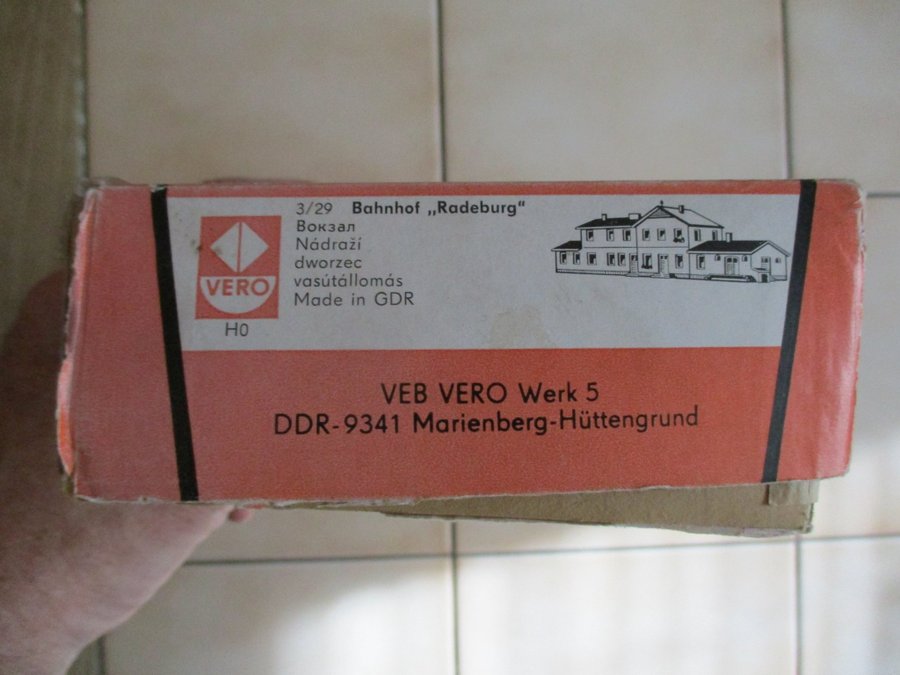 3/29 Bahnhof „Radeburg“
Вокзал
Nádraží
dworzec
vasútállomás
Made in GDR
VERO
H0
VEB VERO Werk 5
DDR-9341 Marienberg-Hüttengrund